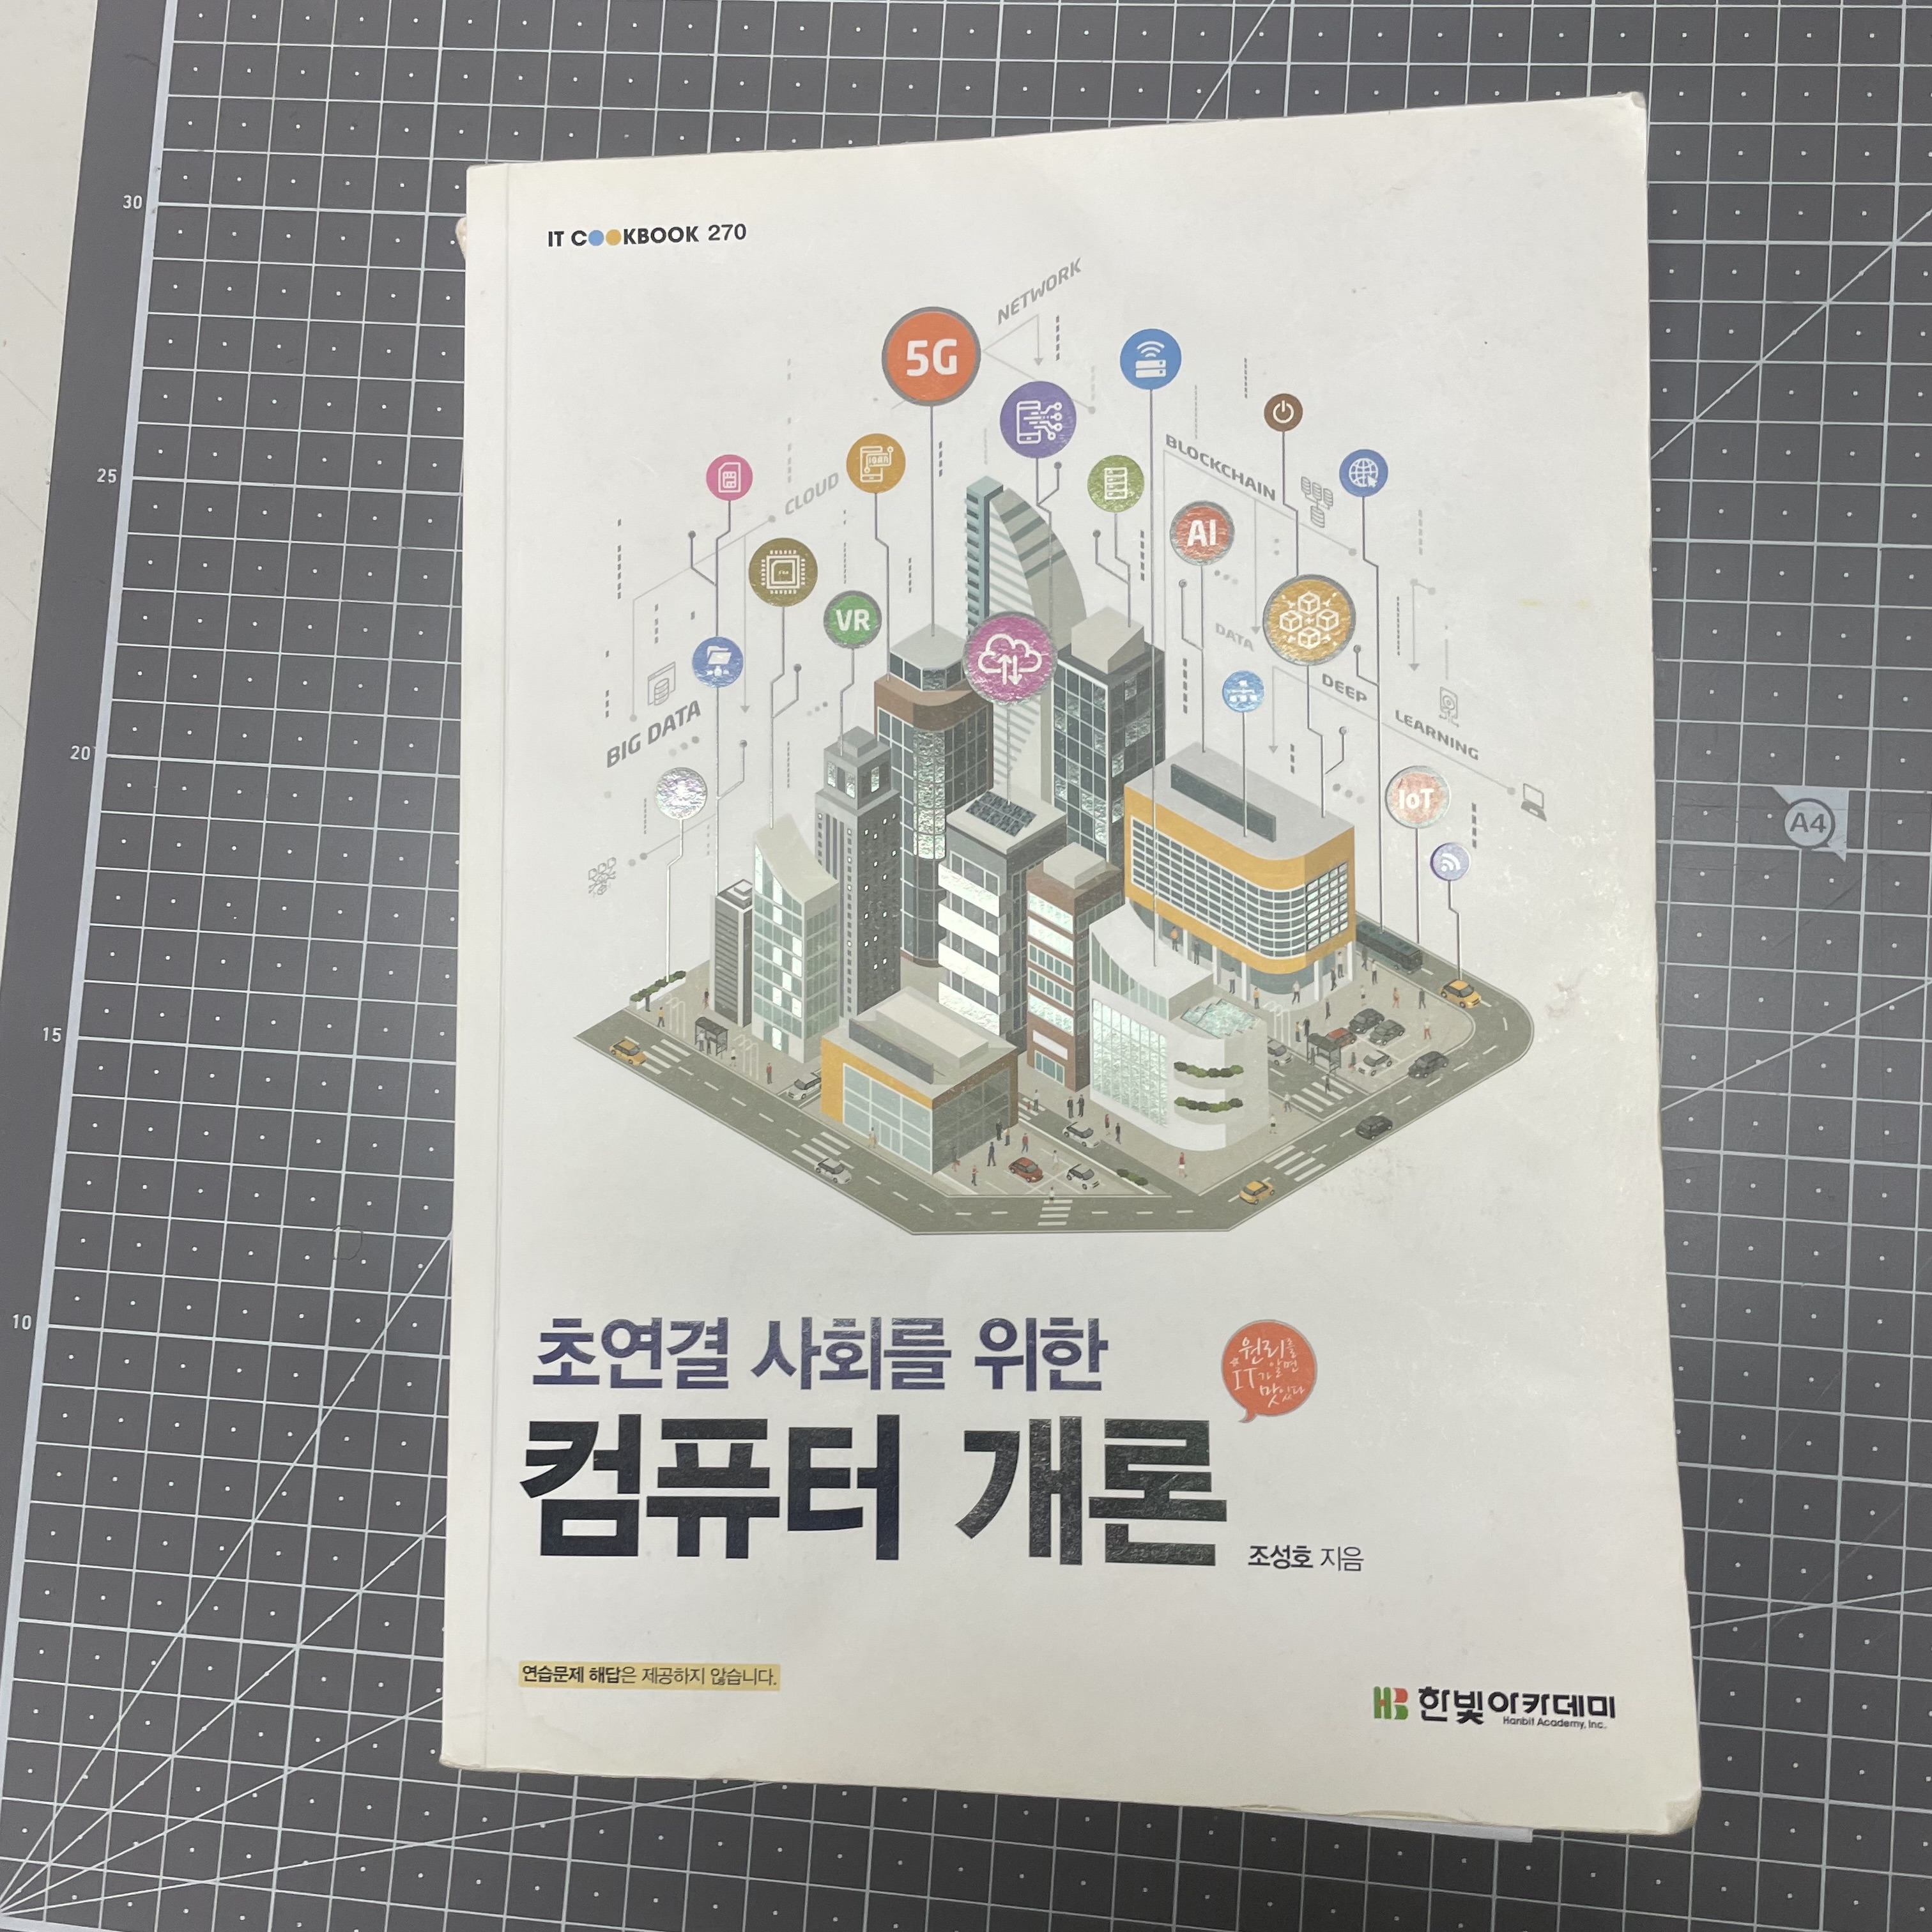 30
25
20
15
10
A4
IT COOKBOOK 270
NETWORK
5G
BLOCKCHAIN
CLOUD
AI
VR
DATA
DEEP
LEARNING
BIG DATA
IoT
초연결 사회를 위한
원리를
알면
IT가
맛있다
컴퓨터 개론
조성호 지음
연습문제 해답은 제공하지 않습니다.
한빛아카데미
Hanbit Academy, Inc.